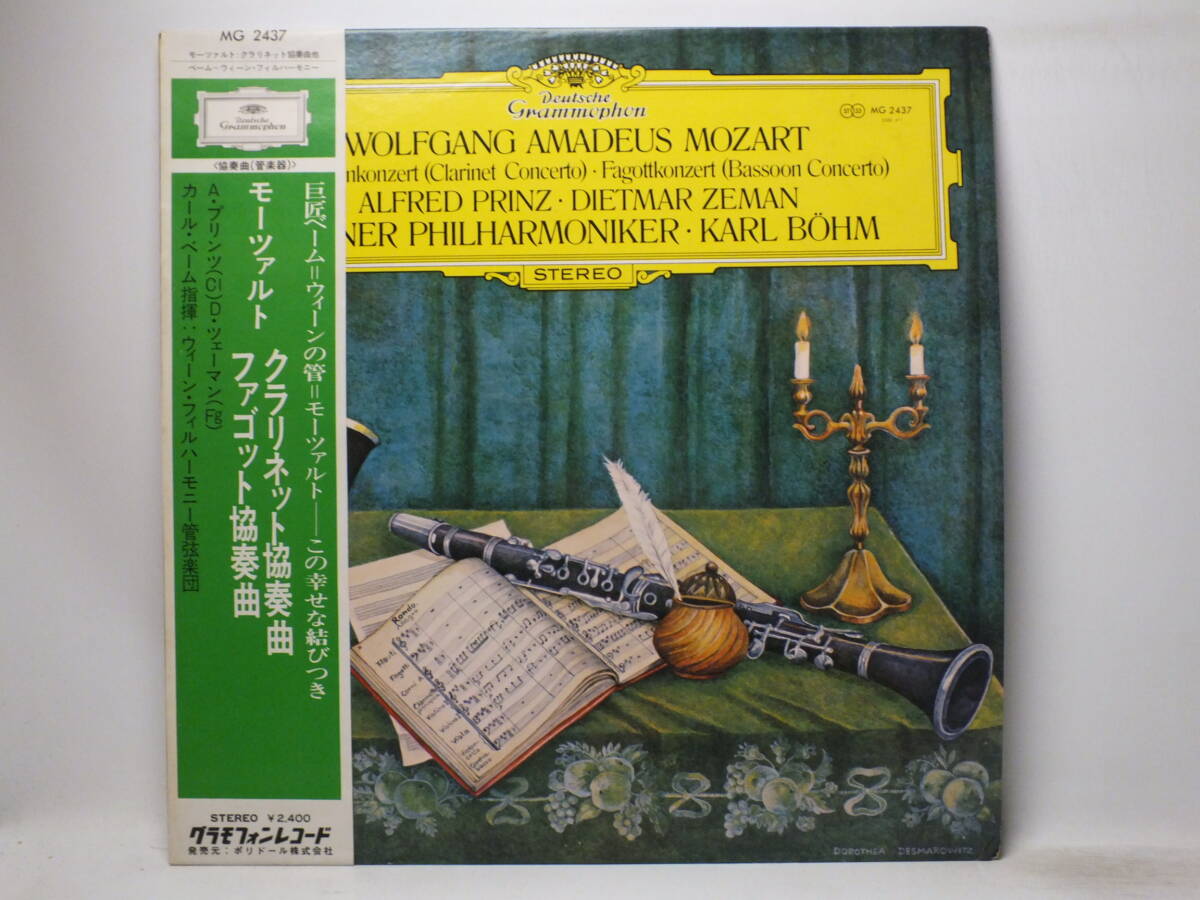 MG 2437
モーツァルト:クラリネット協奏曲他
ベーム－ウィーン・フィルハーモニー
Deutsche
Grammophon
〈協奏曲(管楽器)〉
巨匠ベーム＝ウィーンの管＝モーツァルト――この幸せな結びつき
モーツァルト クラリネット協奏曲
ファゴット協奏曲
A・プリンツ(Cl)D・ツェーマン(Fg)
カール・ベーム指揮:ウィーン・フィルハーモニー管弦楽団
STEREO ¥2,400
グラモフォンレコード
発売元:ポリドール株式会社
Deutsche
Grammophon
MG 2437
WOLFGANG AMADEUS MOZART
nkonzert (Clarinet Concerto) · Fagottkonzert (Bassoon Concerto)
ALFRED PRINZ · DIETMAR ZEMAN
NER PHILHARMONIKER · KARL BÖHM
STEREO
Rondo
Flauti
Fagotti
Viola
DOROTHEA DESMAROWITZ